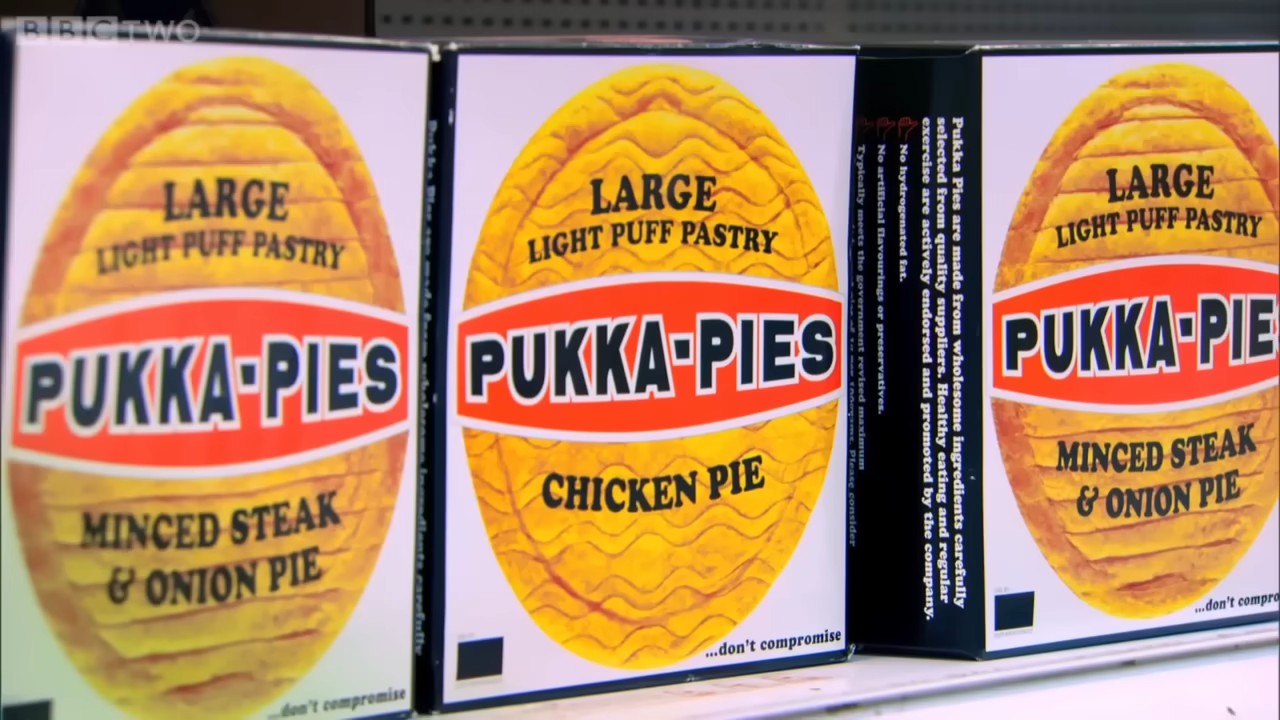 BBC TWO
LARGE
LIGHT PUFF PASTRY
PUKKA-PIES
MINCED STEAK
& ONION PIE
...don't compromise
LARGE
LIGHT PUFF PASTRY
PUKKA-PIES
CHICKEN PIE
...don't compromise
Pukka Pies are made from wholesome ingredients carefully
selected from quality suppliers. Healthy eating and regular
exercise are actively endorsed and promoted by the company.
No hydrogenated fat.
No artificial flavourings or preservatives.
Typically meets the government revised maximum
Please consider
LARGE
LIGHT PUFF PASTRY
PUKKA-PIE
MINCED STEAK
& ONION PIE
...don't compro